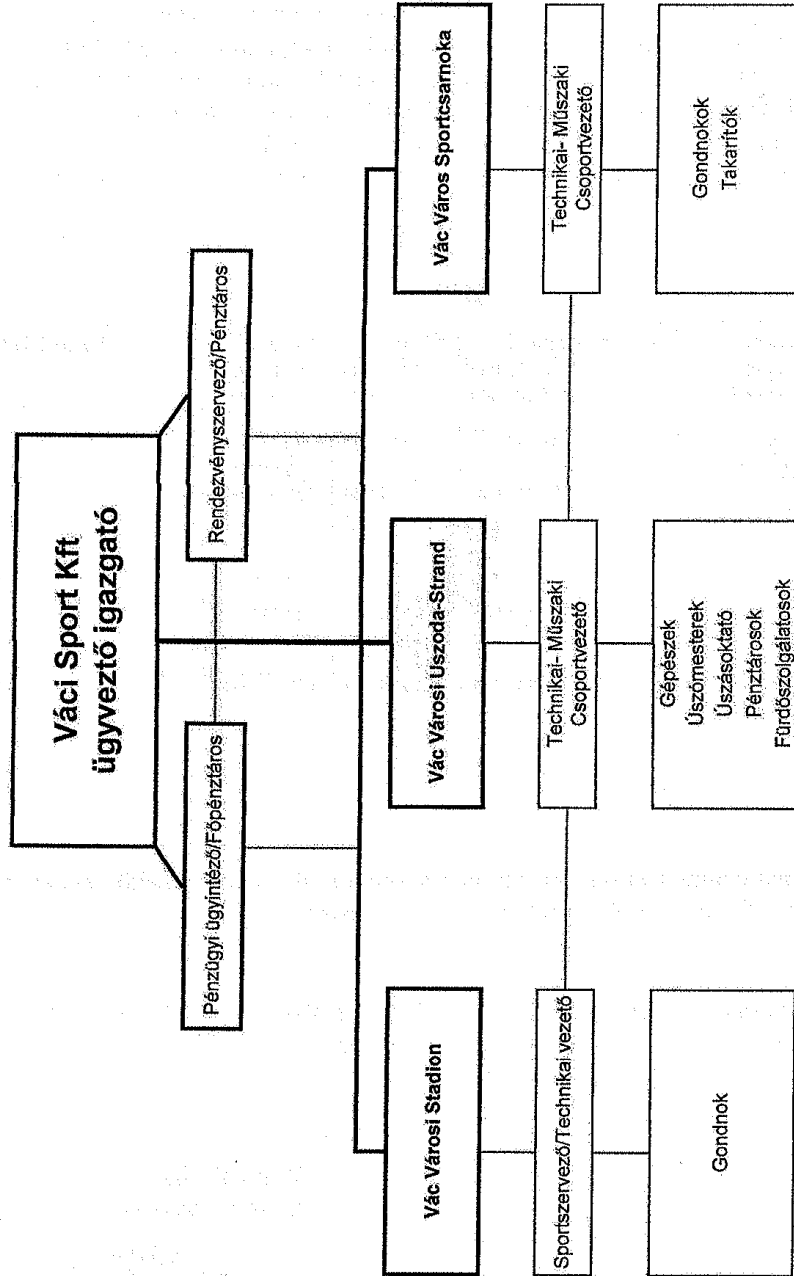 Váci Sport Kft
ügyveztő igazgató
Pénzügyi ügyintéző/Főpénztáros
Rendezvényszervező/Pénztáros
Vác Városi Stadion
Vác Városi Uszoda-Strand
Vác Város Sportcsarnoka
Sportszervező/Technikai vezető
Technikai- Műszaki
Csoportvezető
Technikai- Műszaki
Csoportvezető
Gondnok
Gépészek
Úszómesterek
Úszásoktató
Pénztárosok
Fürdőszolgálatosok
Gondnokok
Takarítók